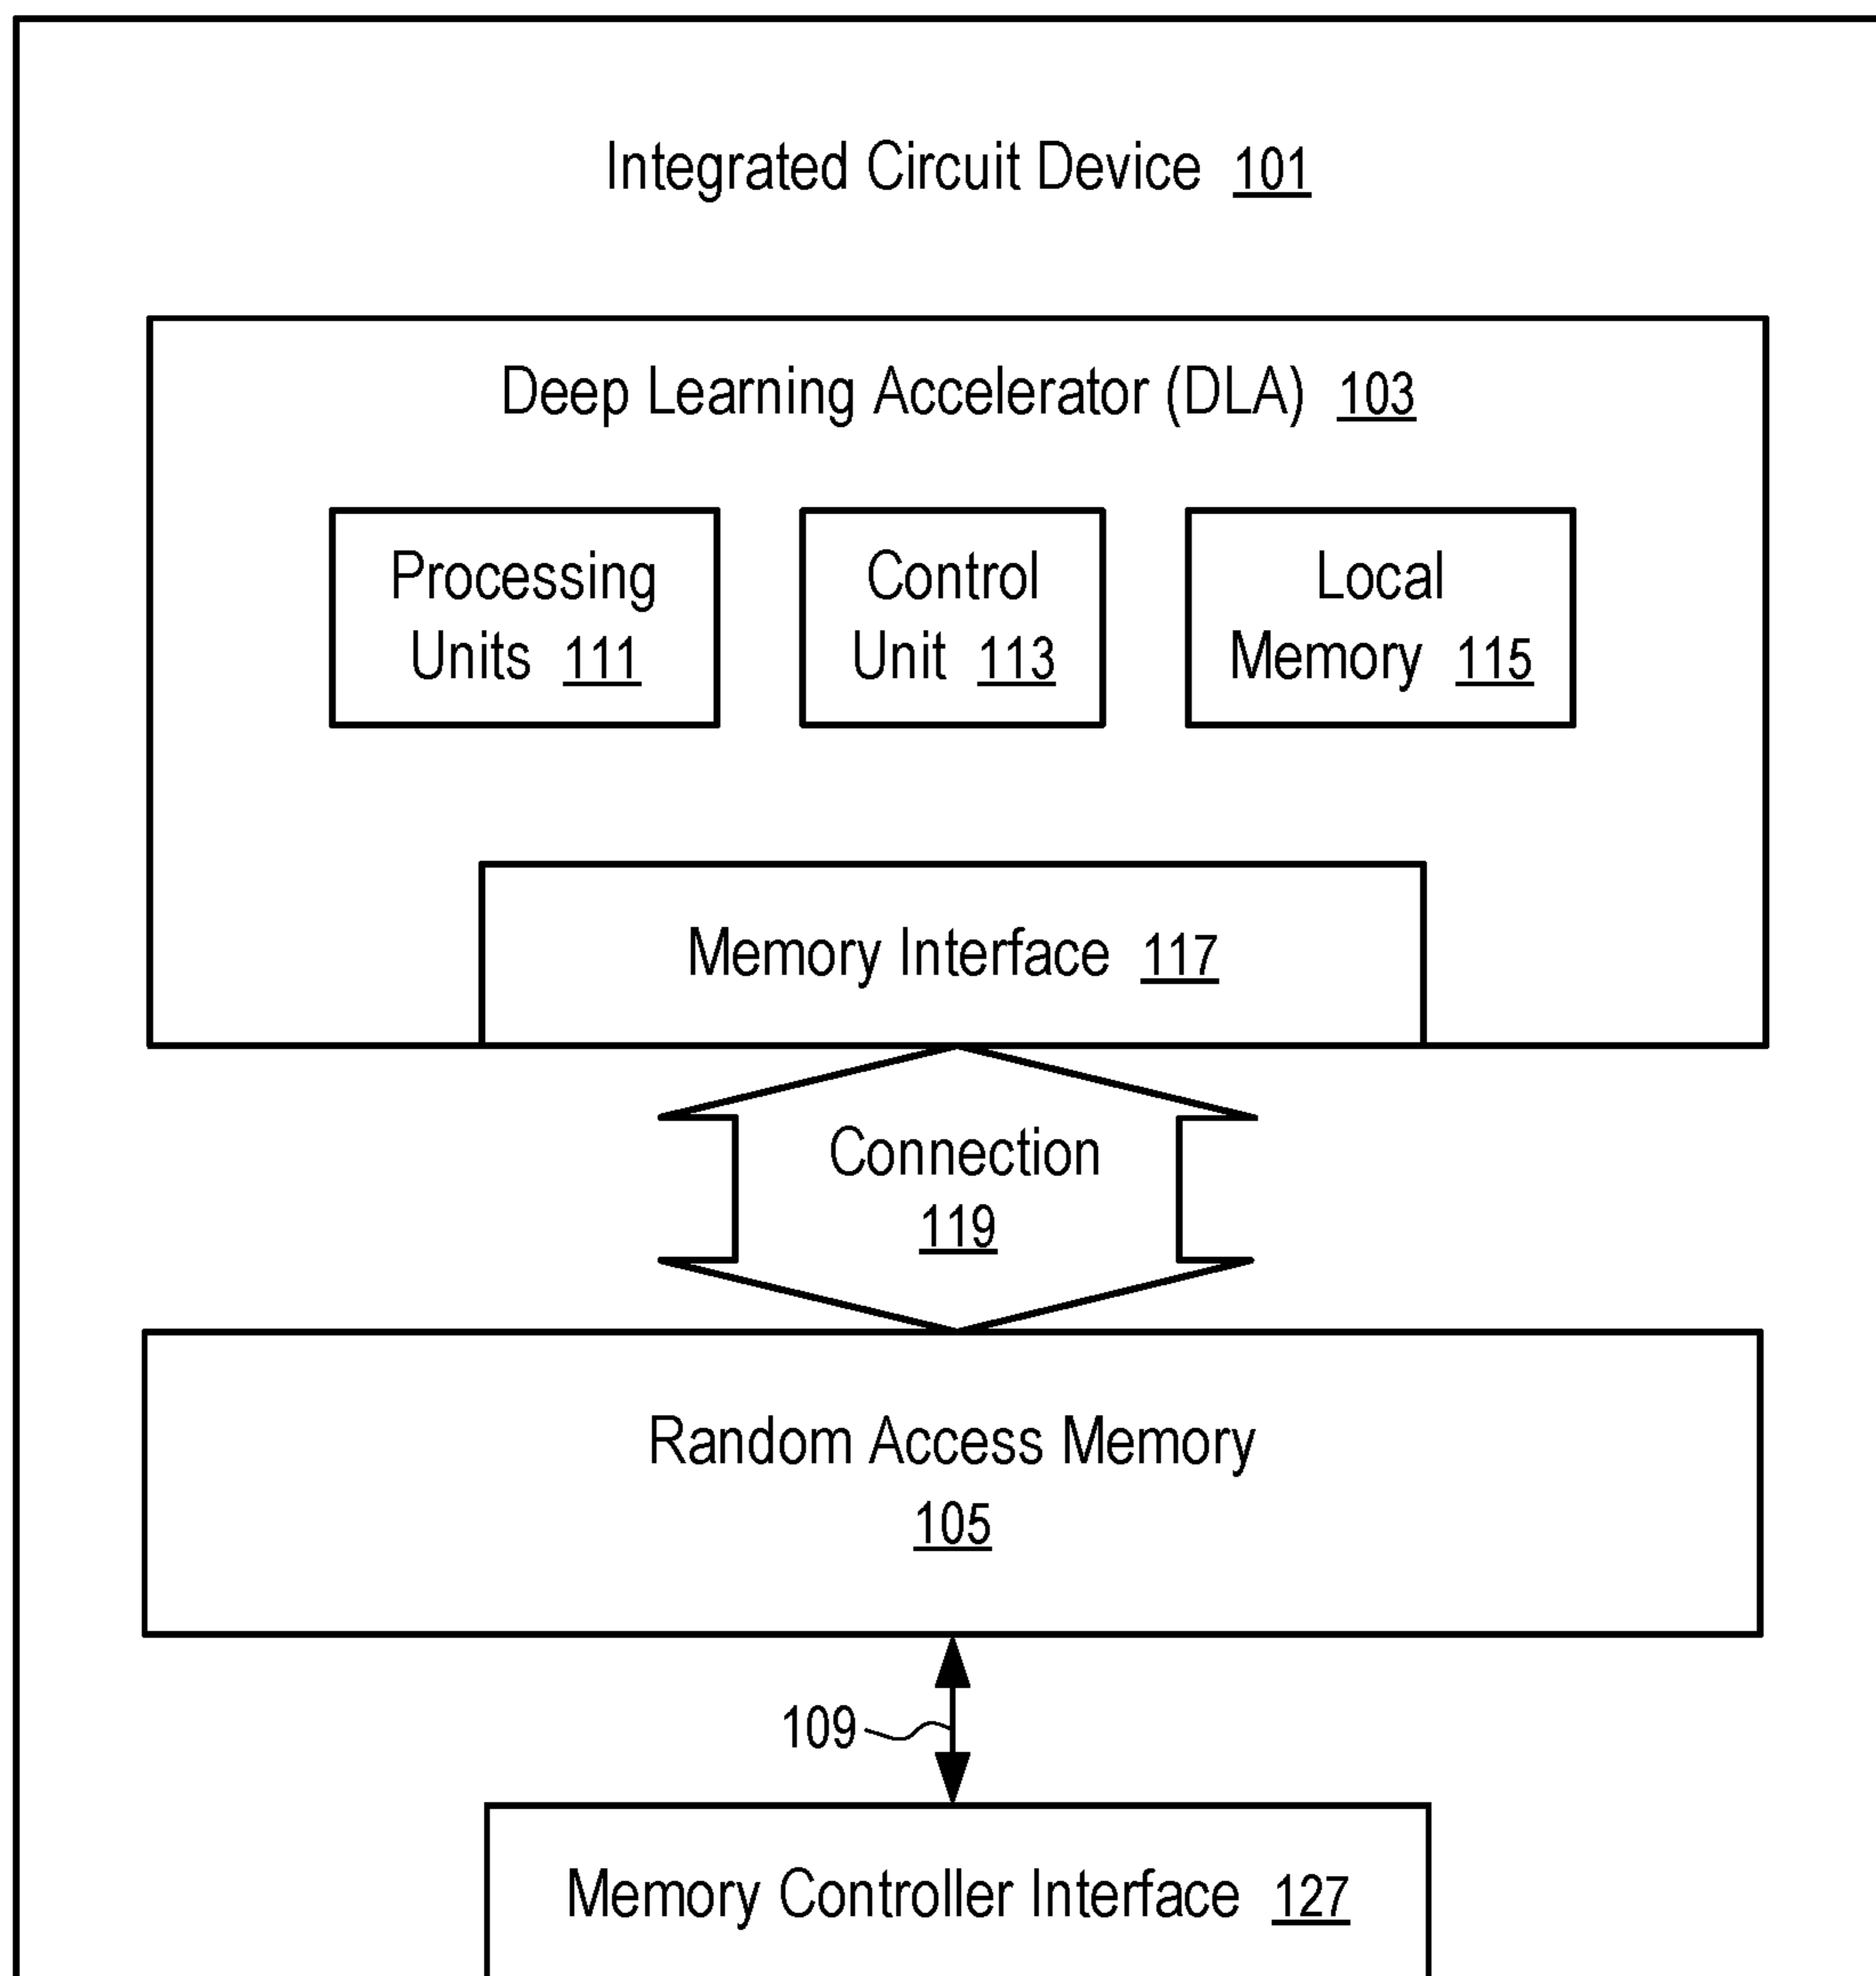 Integrated Circuit Device 101
Deep Learning Accelerator (DLA) 103
Processing
Units 111
Control
Unit 113
Local
Memory 115
Memory Interface 117
Connection
119
Random Access Memory
105
109
Memory Controller Interface 127